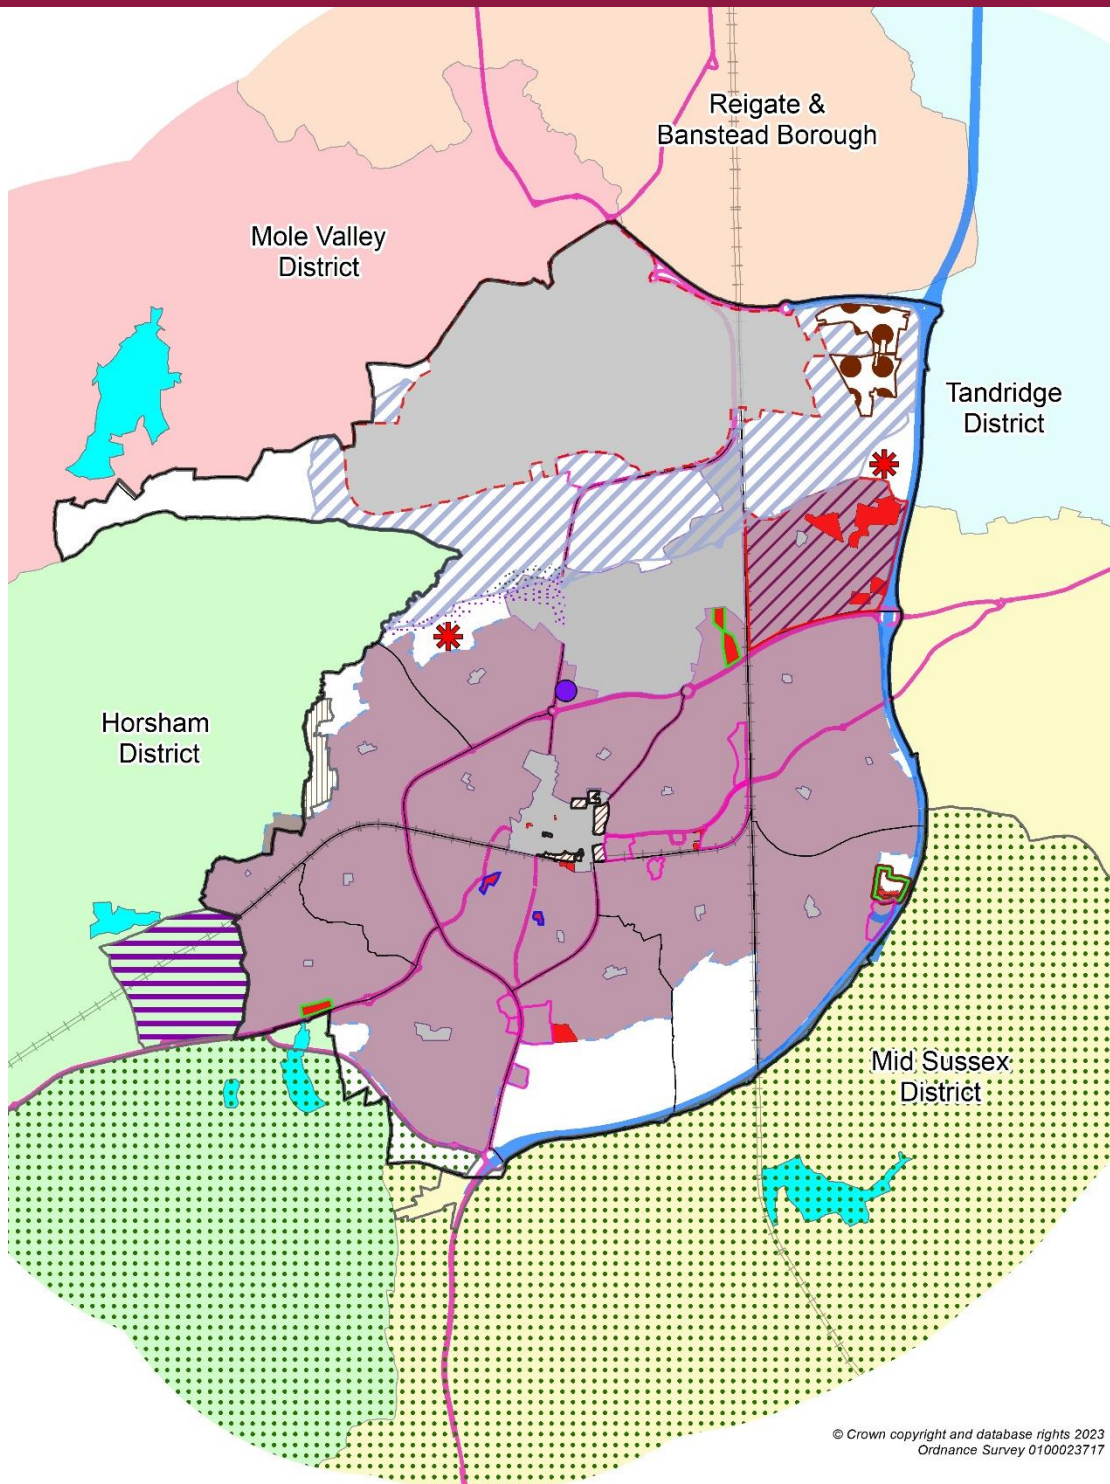 Reigate &
Banstead Borough
Mole Valley
District
Tandridge
District
Horsham
District
Mid Sussex
District
© Crown copyright and database rights 2023
Ordnance Survey 0100023717